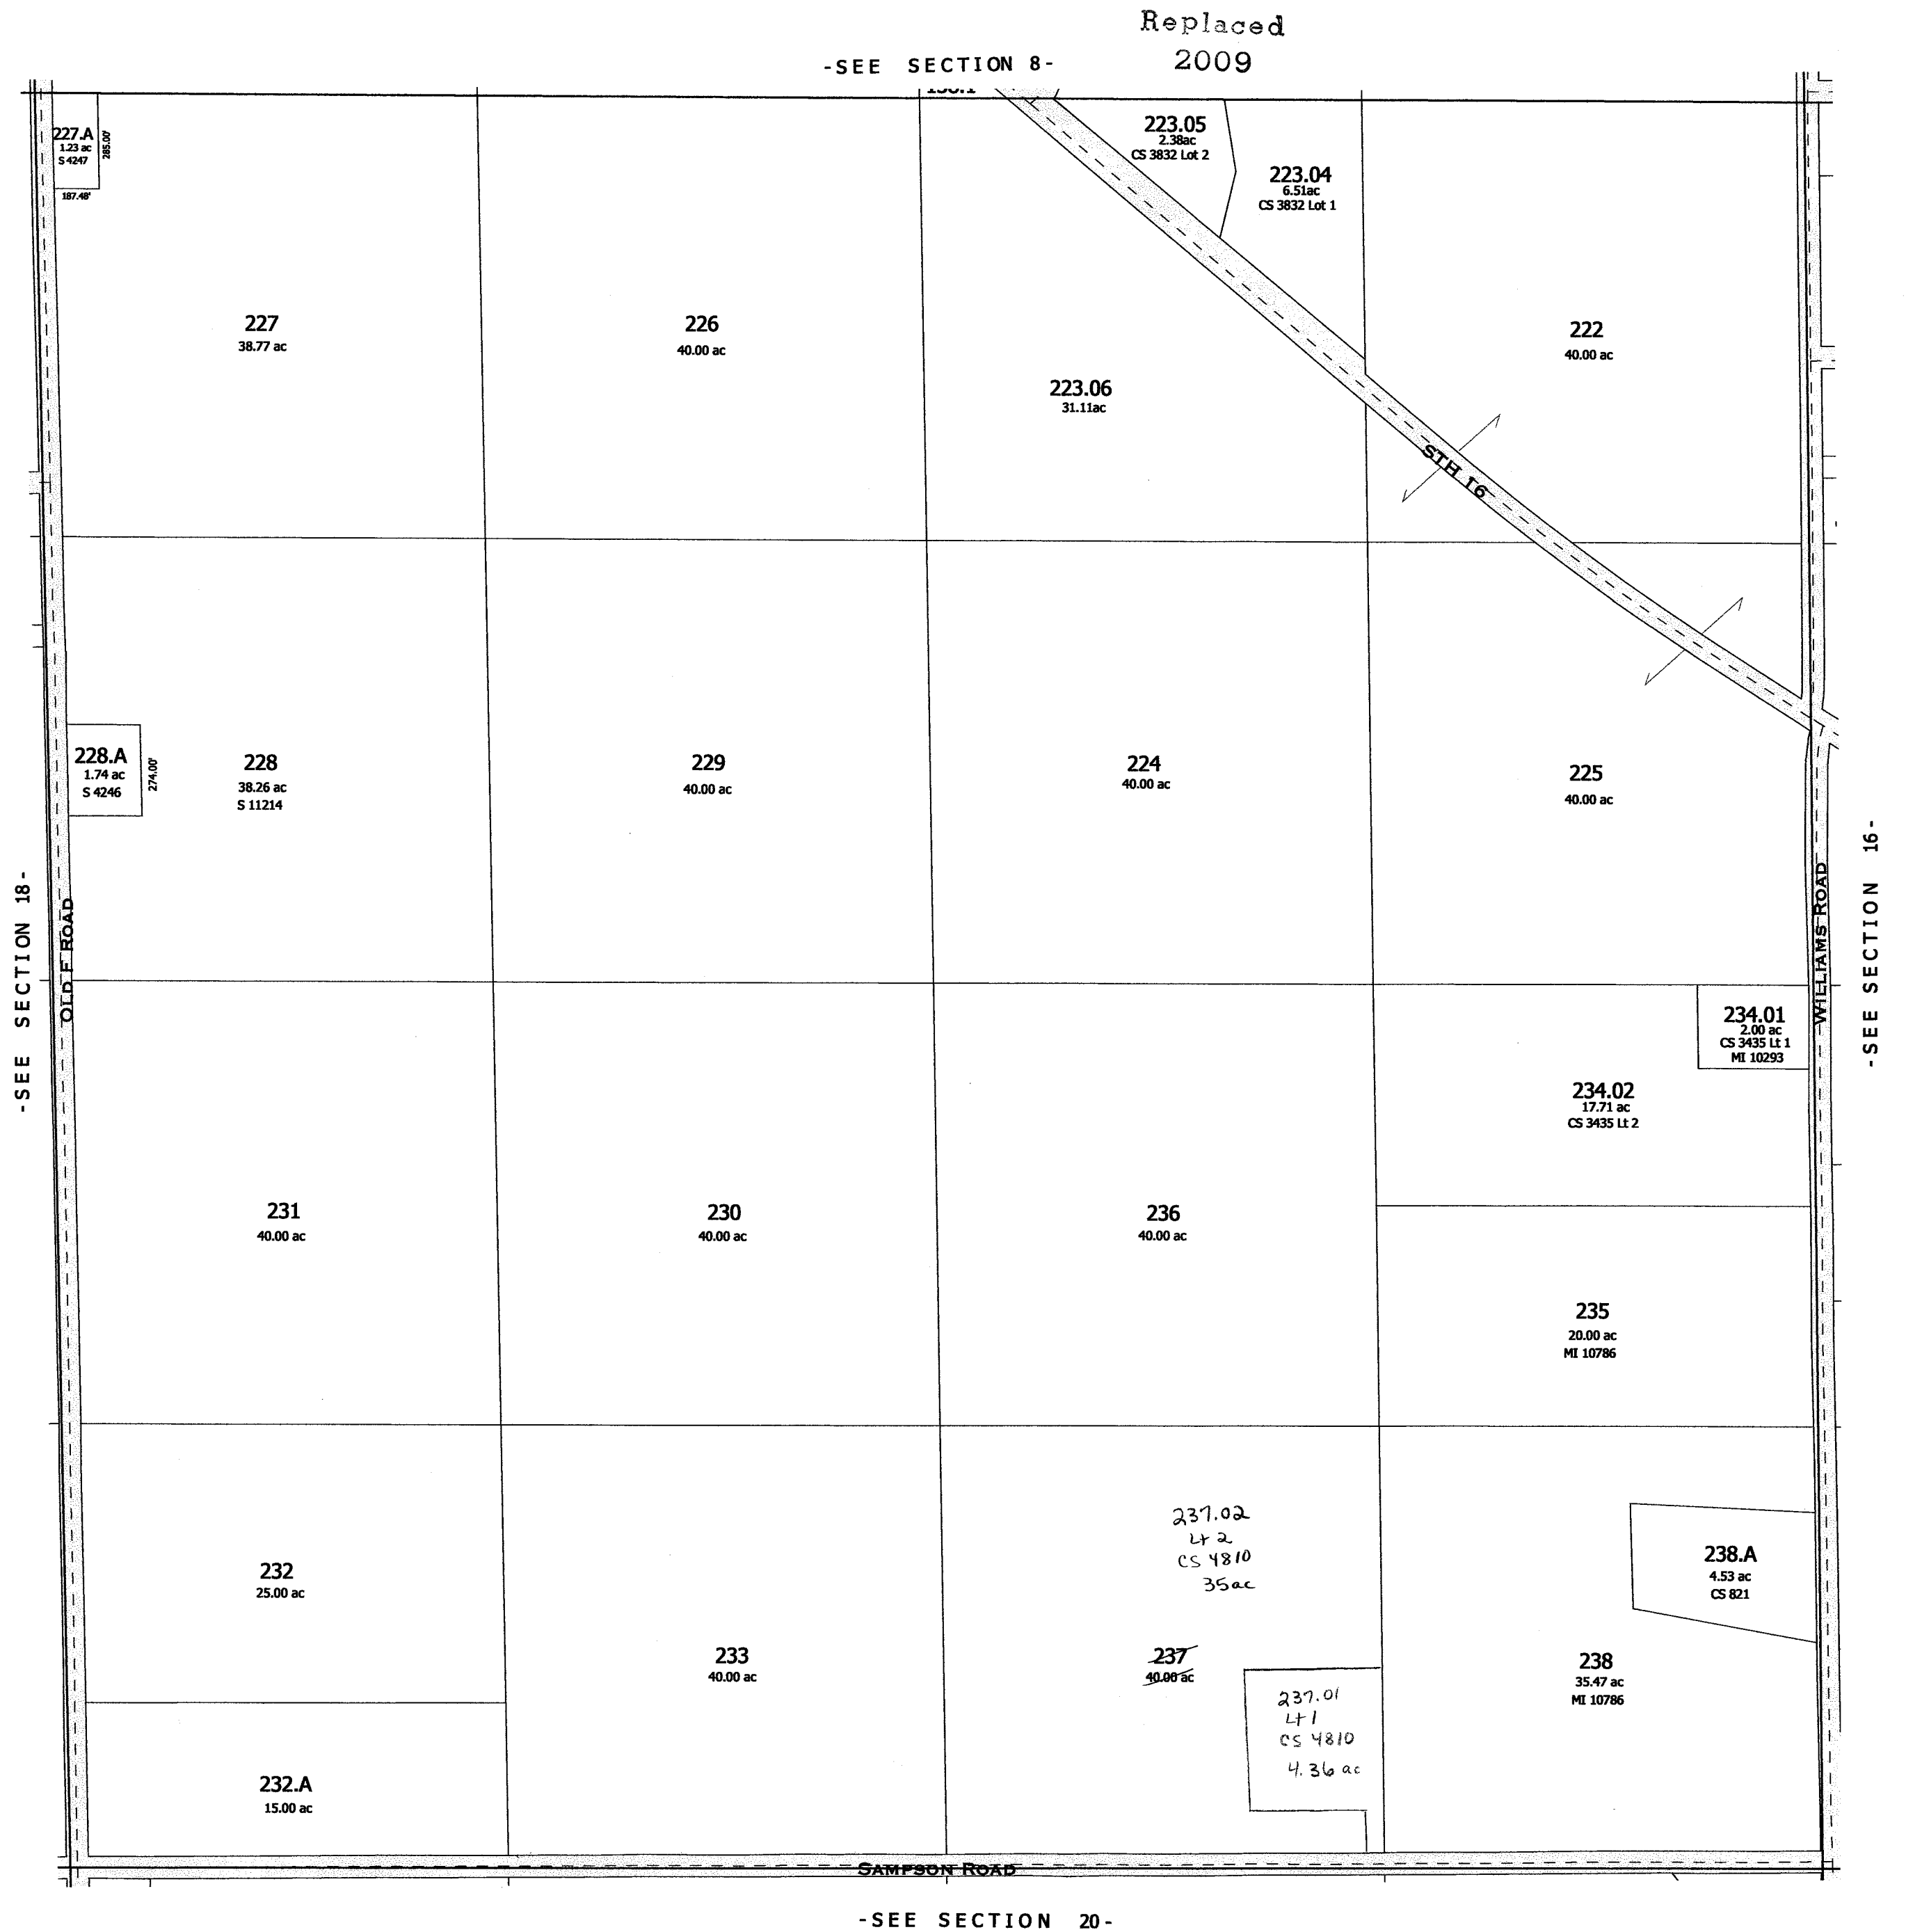 Replaced
2009
-SEE SECTION 8-
227.A
1.23 ac
S 4247
285.00'
187.48'
223.05
2.38ac
CS 3832 Lot 2
223.04
6.51ac
CS 3832 Lot 1
227
38.77 ac
226
40.00 ac
223.06
31.11ac
222
40.00 ac
STH 16
228.A
1.74 ac
S 4246
274.00'
228
38.26 ac
S 11214
229
40.00 ac
224
40.00 ac
225
40.00 ac
-SEE SECTION 18-
OLD F ROAD
WILLIAMS ROAD
-SEE SECTION 16-
234.01
2.00 ac
CS 3435 Lt 1
MI 10293
234.02
17.71 ac
CS 3435 Lt 2
231
40.00 ac
230
40.00 ac
236
40.00 ac
235
20.00 ac
MI 10786
237.02
Lt 2
CS 4810
35ac
232
25.00 ac
238.A
4.53 ac
CS 821
233
40.00 ac
237
40.00 ac
238
35.47 ac
MI 10786
237.01
Lt 1
CS 4810
4.36 ac
232.A
15.00 ac
SAMPSON ROAD
-SEE SECTION 20-